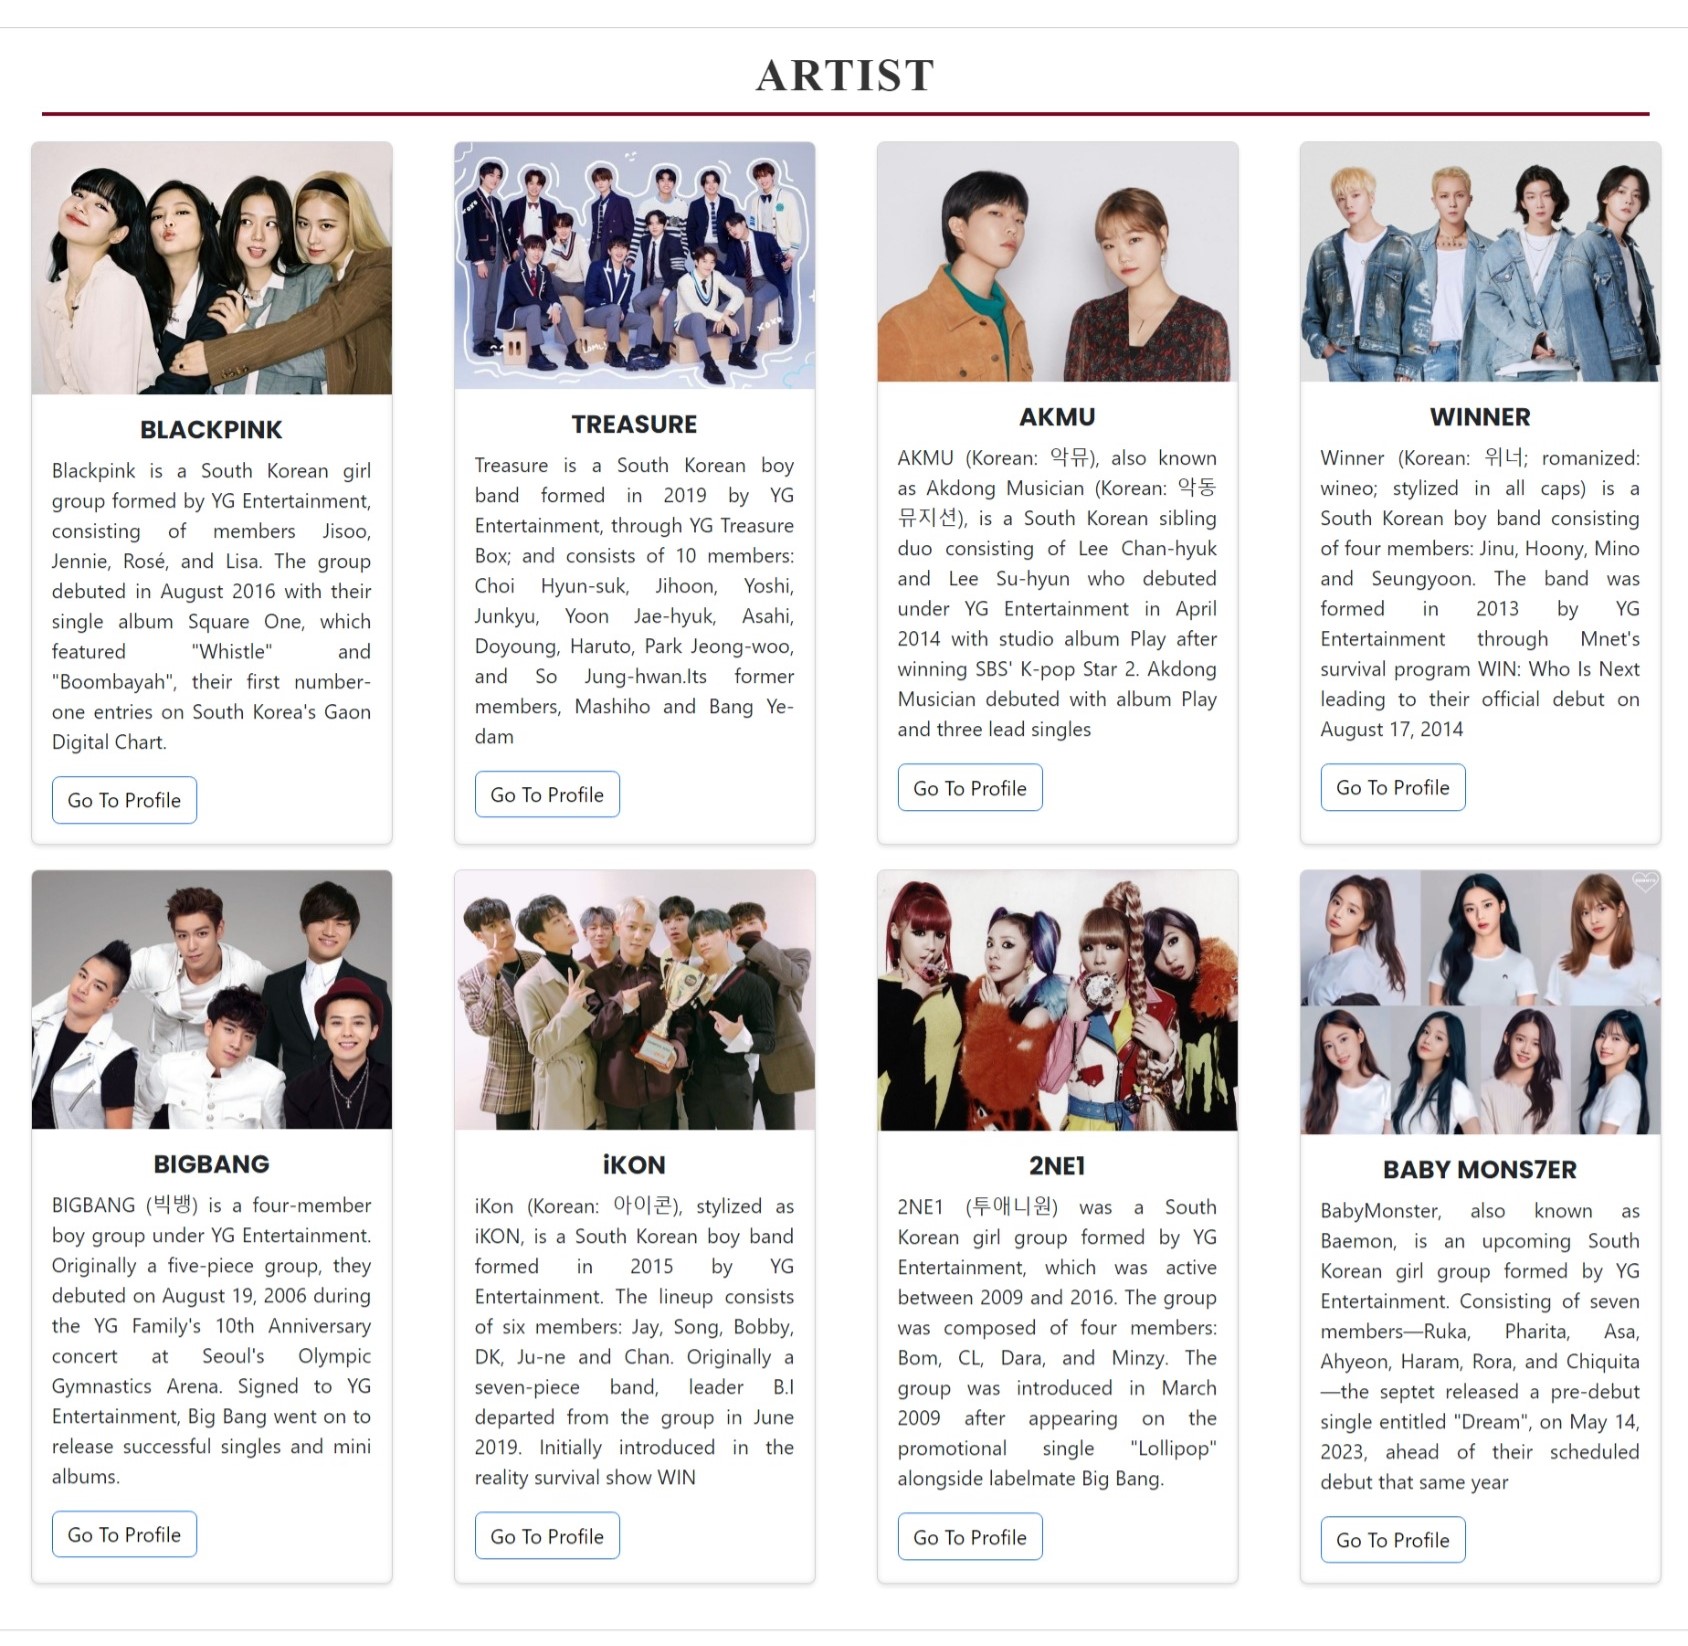 ARTIST
BLACKPINK
Blackpink is a South Korean girl
group formed by YG Entertainment,
consisting of members Jisoo,
Jennie, Rosé, and Lisa. The group
debuted in August 2016 with their
single album Square One, which
featured "Whistle" and
"Boombayah", their first number-
one entries on South Korea's Gaon
Digital Chart.
Go To Profile
TREASURE
Treasure is a South Korean boy
band formed in 2019 by YG
Entertainment, through YG Treasure
Box; and consists of 10 members:
Choi Hyun-suk, Jihoon, Yoshi,
Junkyu, Yoon Jae-hyuk, Asahi,
Doyoung, Haruto, Park Jeong-woo,
and So Jung-hwan.Its former
members, Mashiho and Bang Ye-
dam
Go To Profile
AKMU
AKMU (Korean: 악뮤), also known
as Akdong Musician (Korean: 악동
뮤지션), is a South Korean sibling
duo consisting of Lee Chan-hyuk
and Lee Su-hyun who debuted
under YG Entertainment in April
2014 with studio album Play after
winning SBS' K-pop Star 2. Akdong
Musician debuted with album Play
and three lead singles
Go To Profile
WINNER
Winner (Korean: 위너; romanized:
wineo; stylized in all caps) is a
South Korean boy band consisting
of four members: Jinu, Hoony, Mino
and Seungyoon. The band was
formed in 2013 by YG
Entertainment through Mnet's
survival program WIN: Who Is Next
leading to their official debut on
August 17, 2014
Go To Profile
BIGBANG
BIGBANG (빅뱅) is a four-member
boy group under YG Entertainment.
Originally a five-piece group, they
debuted on August 19, 2006 during
the YG Family's 10th Anniversary
concert at Seoul's Olympic
Gymnastics Arena. Signed to YG
Entertainment, Big Bang went on to
release successful singles and mini
albums.
Go To Profile
iKON
iKon (Korean: 아이콘), stylized as
iKON, is a South Korean boy band
formed in 2015 by YG
Entertainment. The lineup consists
of six members: Jay, Song, Bobby,
DK, Ju-ne and Chan. Originally a
seven-piece band, leader B.I
departed from the group in June
2019. Initially introduced in the
reality survival show WIN
Go To Profile
2NE1
2NE1 (투애니원) was a South
Korean girl group formed by YG
Entertainment, which was active
between 2009 and 2016. The group
was composed of four members:
Bom, CL, Dara, and Minzy. The
group was introduced in March
2009 after appearing on the
promotional single "Lollipop"
alongside labelmate Big Bang.
Go To Profile
BABY MONS7ER
BabyMonster, also known as
Baemon, is an upcoming South
Korean girl group formed by YG
Entertainment. Consisting of seven
members—Ruka, Pharita, Asa,
Ahyeon, Haram, Rora, and Chiquita
—the septet released a pre-debut
single entitled "Dream", on May 14,
2023, ahead of their scheduled
debut that same year
Go To Profile